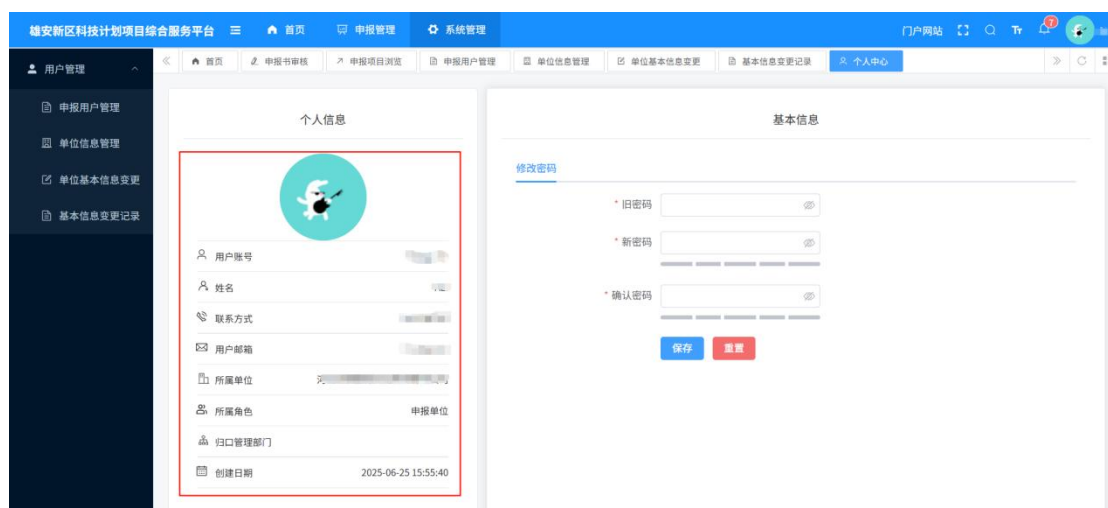 雄安新区科技计划项目综合服务平台 首页 申报管理 系统管理 门户网站 Tт 7
用户管理 首页 申报书审核 申报项目浏览 申报用户管理 单位信息管理 单位基本信息变更 基本信息变更记录 个人中心
申报用户管理
单位信息管理
单位基本信息变更
基本信息变更记录
个人信息
用户账号
姓名
联系方式
用户邮箱
所属单位
所属角色 申报单位
归口管理部门
创建日期 2025-06-25 15:55:40
基本信息
修改密码
* 旧密码
* 新密码
* 确认密码
保存 重置